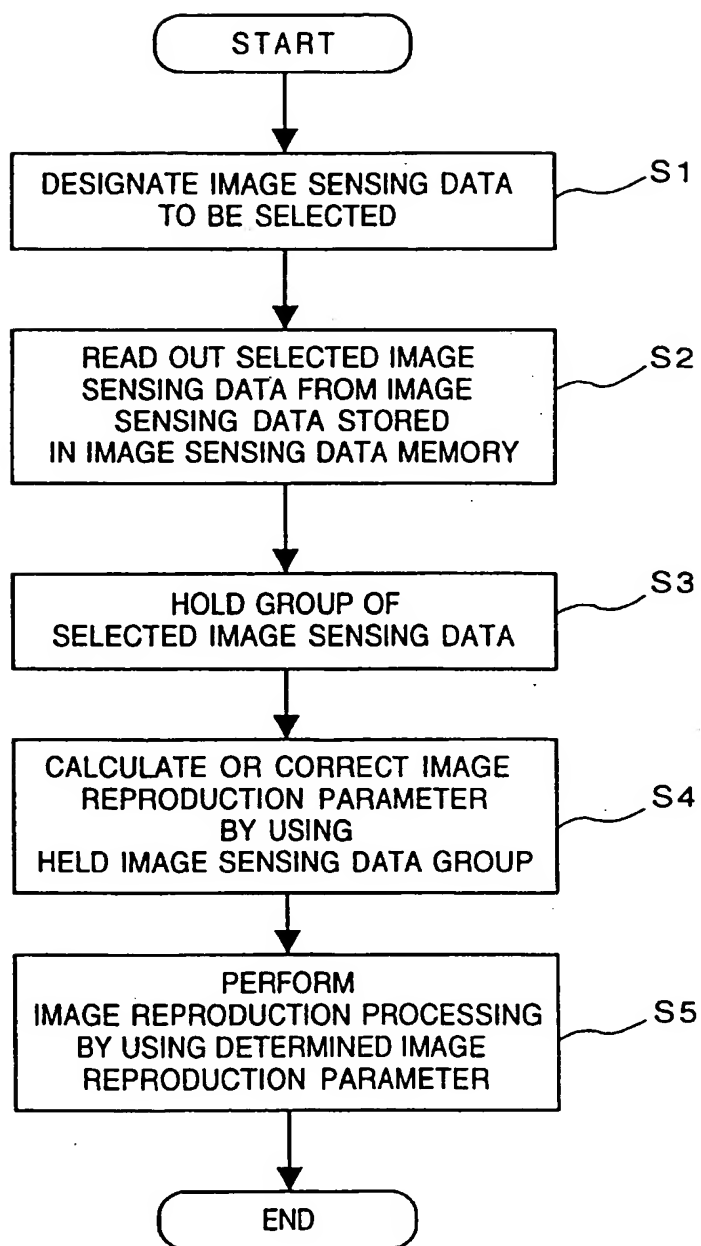 START
DESIGNATE IMAGE SENSING DATA
TO BE SELECTED
S1
READ OUT SELECTED IMAGE
SENSING DATA FROM IMAGE
SENSING DATA STORED
IN IMAGE SENSING DATA MEMORY
S2
HOLD GROUP OF
SELECTED IMAGE SENSING DATA
S3
CALCULATE OR CORRECT IMAGE
REPRODUCTION PARAMETER
BY USING
HELD IMAGE SENSING DATA GROUP
S4
PERFORM
IMAGE REPRODUCTION PROCESSING
BY USING DETERMINED IMAGE
REPRODUCTION PARAMETER
S5
END